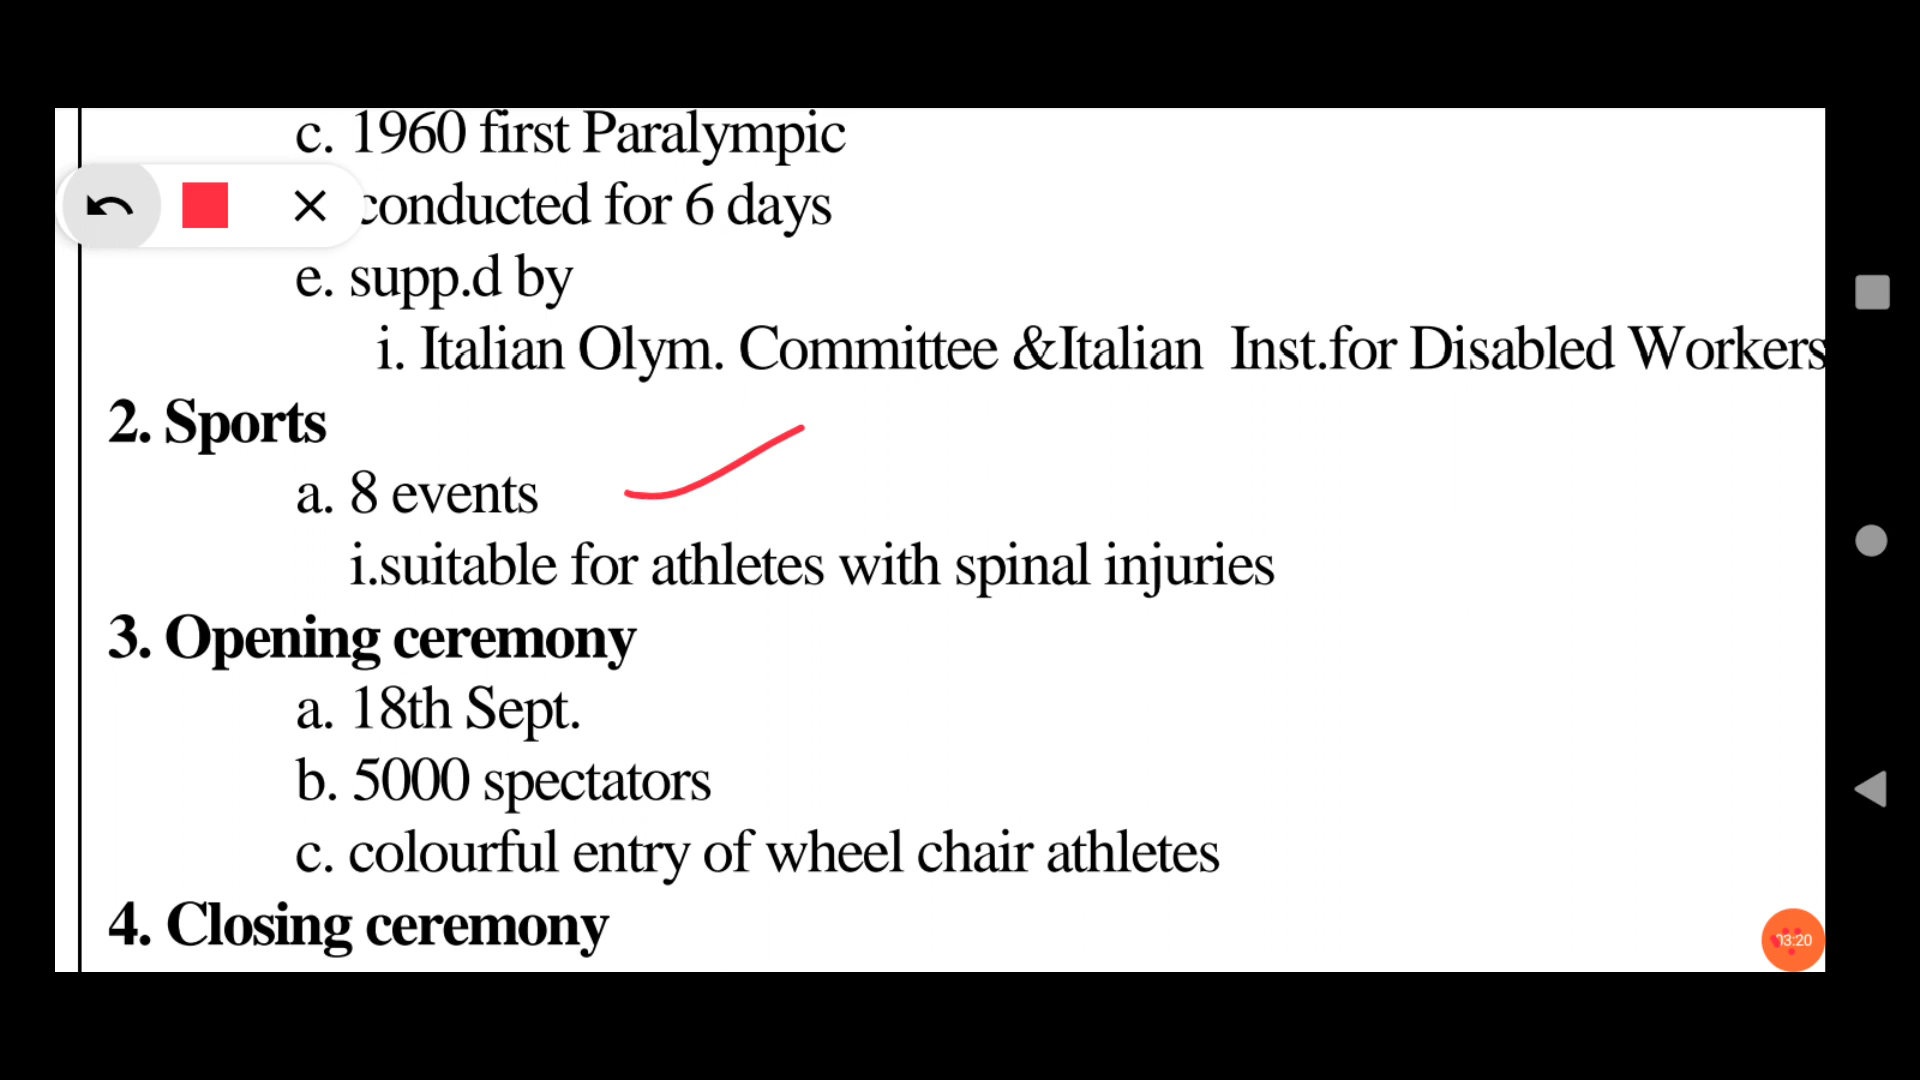 c. 1960 first Paralympic
conducted for 6 days
e. supp.d by
i. Italian Olym. Committee &Italian Inst.for Disabled Workers
2. Sports
a. 8 events
i.suitable for athletes with spinal injuries
3. Opening ceremony
a. 18th Sept.
b. 5000 spectators
c. colourful entry of wheel chair athletes
4. Closing ceremony
03:20